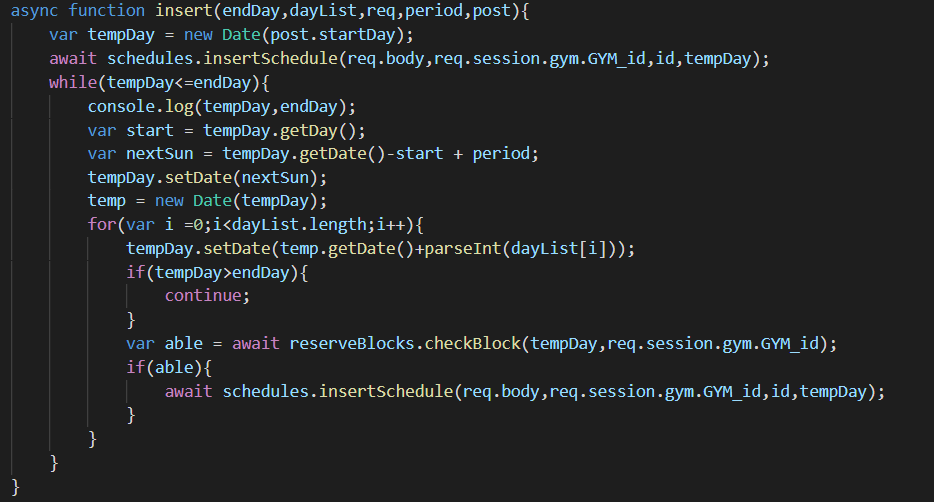 async function insert(endDay,dayList,req,period,post){
    var tempDay = new Date(post.startDay);
    await schedules.insertSchedule(req.body,req.session.gym.GYM_id,id,tempDay);
    while(tempDay<=endDay){
        console.log(tempDay,endDay);
        var start = tempDay.getDay();
        var nextSun = tempDay.getDate()-start + period;
        tempDay.setDate(nextSun);
        temp = new Date(tempDay);
        for(var i =0;i<dayList.length;i++){
            tempDay.setDate(temp.getDate()+parseInt(dayList[i]));
            if(tempDay>endDay){
                continue;
            }
            var able = await reserveBlocks.checkBlock(tempDay,req.session.gym.GYM_id);
            if(able){
                await schedules.insertSchedule(req.body,req.session.gym.GYM_id,id,tempDay);
            }
        }
    }
}